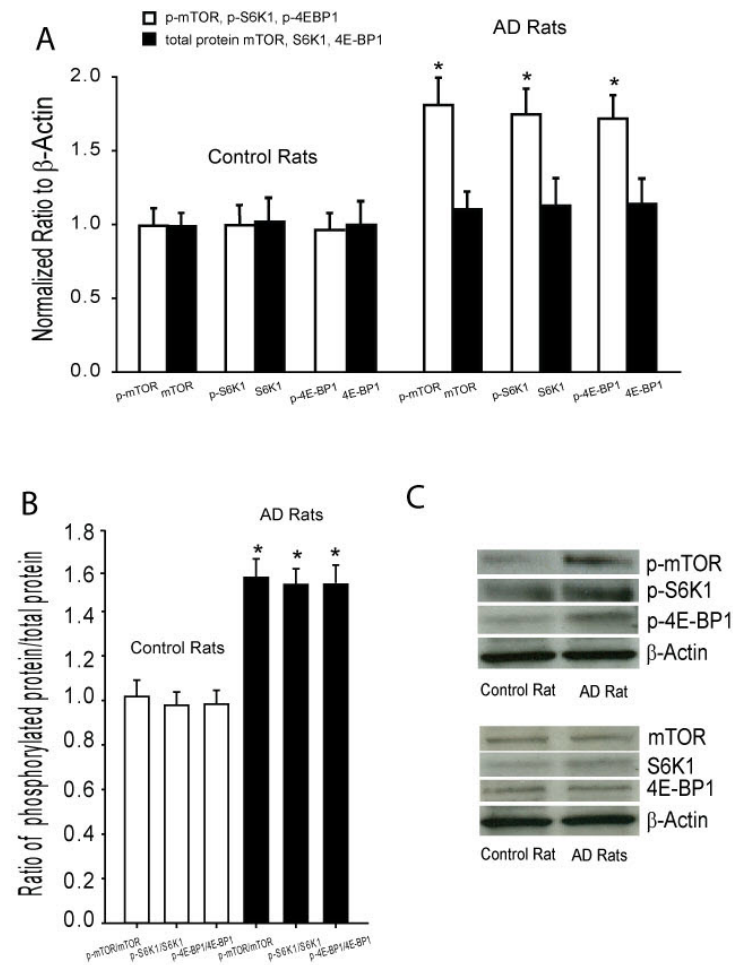 A
p-mTOR, p-S6K1, p-4EBP1
total protein mTOR, S6K1, 4E-BP1
AD Rats
Control Rats
Normalized Ratio to β-Actin
2.0
1.5
1.0
0.5
0.0
* * *
p-mTOR mTOR p-S6K1 S6K1 p-4E-BP1 4E-BP1 p-mTOR mTOR p-S6K1 S6K1 p-4E-BP1 4E-BP1
B
AD Rats
Control Rats
Ratio of phosphorylated protein/total protein
1.8
1.6
1.4
1.2
1.0
0.8
0.6
0.4
0.2
0.0
* * *
p-mTOR/mTOR p-S6K1/S6K1 p-4E-BP1/4E-BP1 p-mTOR/mTOR p-S6K1/S6K1 p-4E-BP1/4E-BP1
C
p-mTOR
p-S6K1
p-4E-BP1
β-Actin
Control Rat AD Rat
mTOR
S6K1
4E-BP1
β-Actin
Control Rat AD Rats